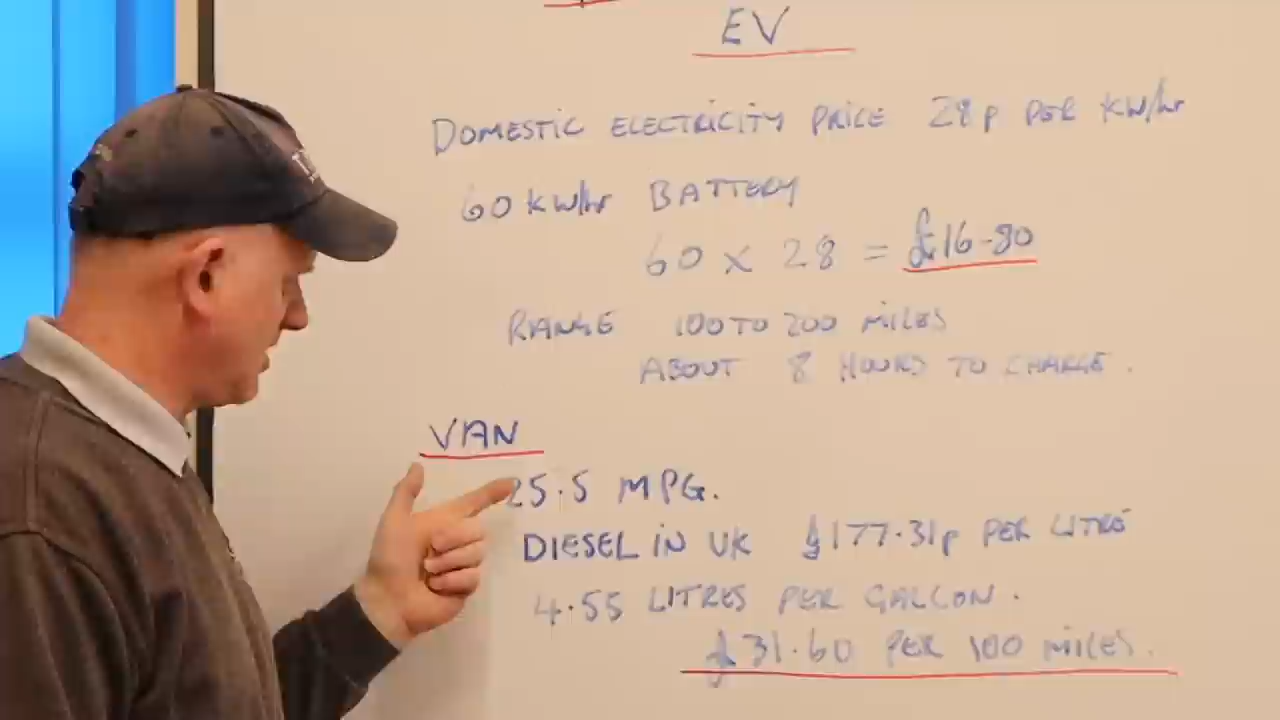 EV
DOMESTIC ELECTRICITY PRICE 28p PER KW/hr
60 kW/hr BATTERY
60 x 28 = £16-80
RANGE 100 TO 200 MILES
ABOUT 8 HOURS TO CHARGE.
VAN
25.5 MPG.
DIESEL IN UK £177.31p PER LITRE
4.55 LITRES PER GALLON.
£31.60 PER 100 MILES.